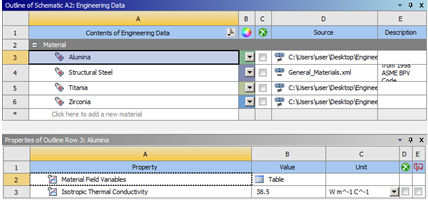 Outline of Schematic A2: Engineering Data
A B C D E
1 Contents of Engineering Data Source Description
2 Material
3 Alumina C:\Users\user\Desktop\Enginee
4 Structural Steel General_Materials.xml from 1998 ASME BPV Code
5 Titania C:\Users\user\Desktop\Enginee
6 Zirconia C:\Users\user\Desktop\Enginee
* Click here to add a new material
Properties of Outline Row 3: Alumina
A B C D E
1 Property Value Unit
2 Material Field Variables Table
3 Isotropic Thermal Conductivity 38.5 W m^-1 C^-1